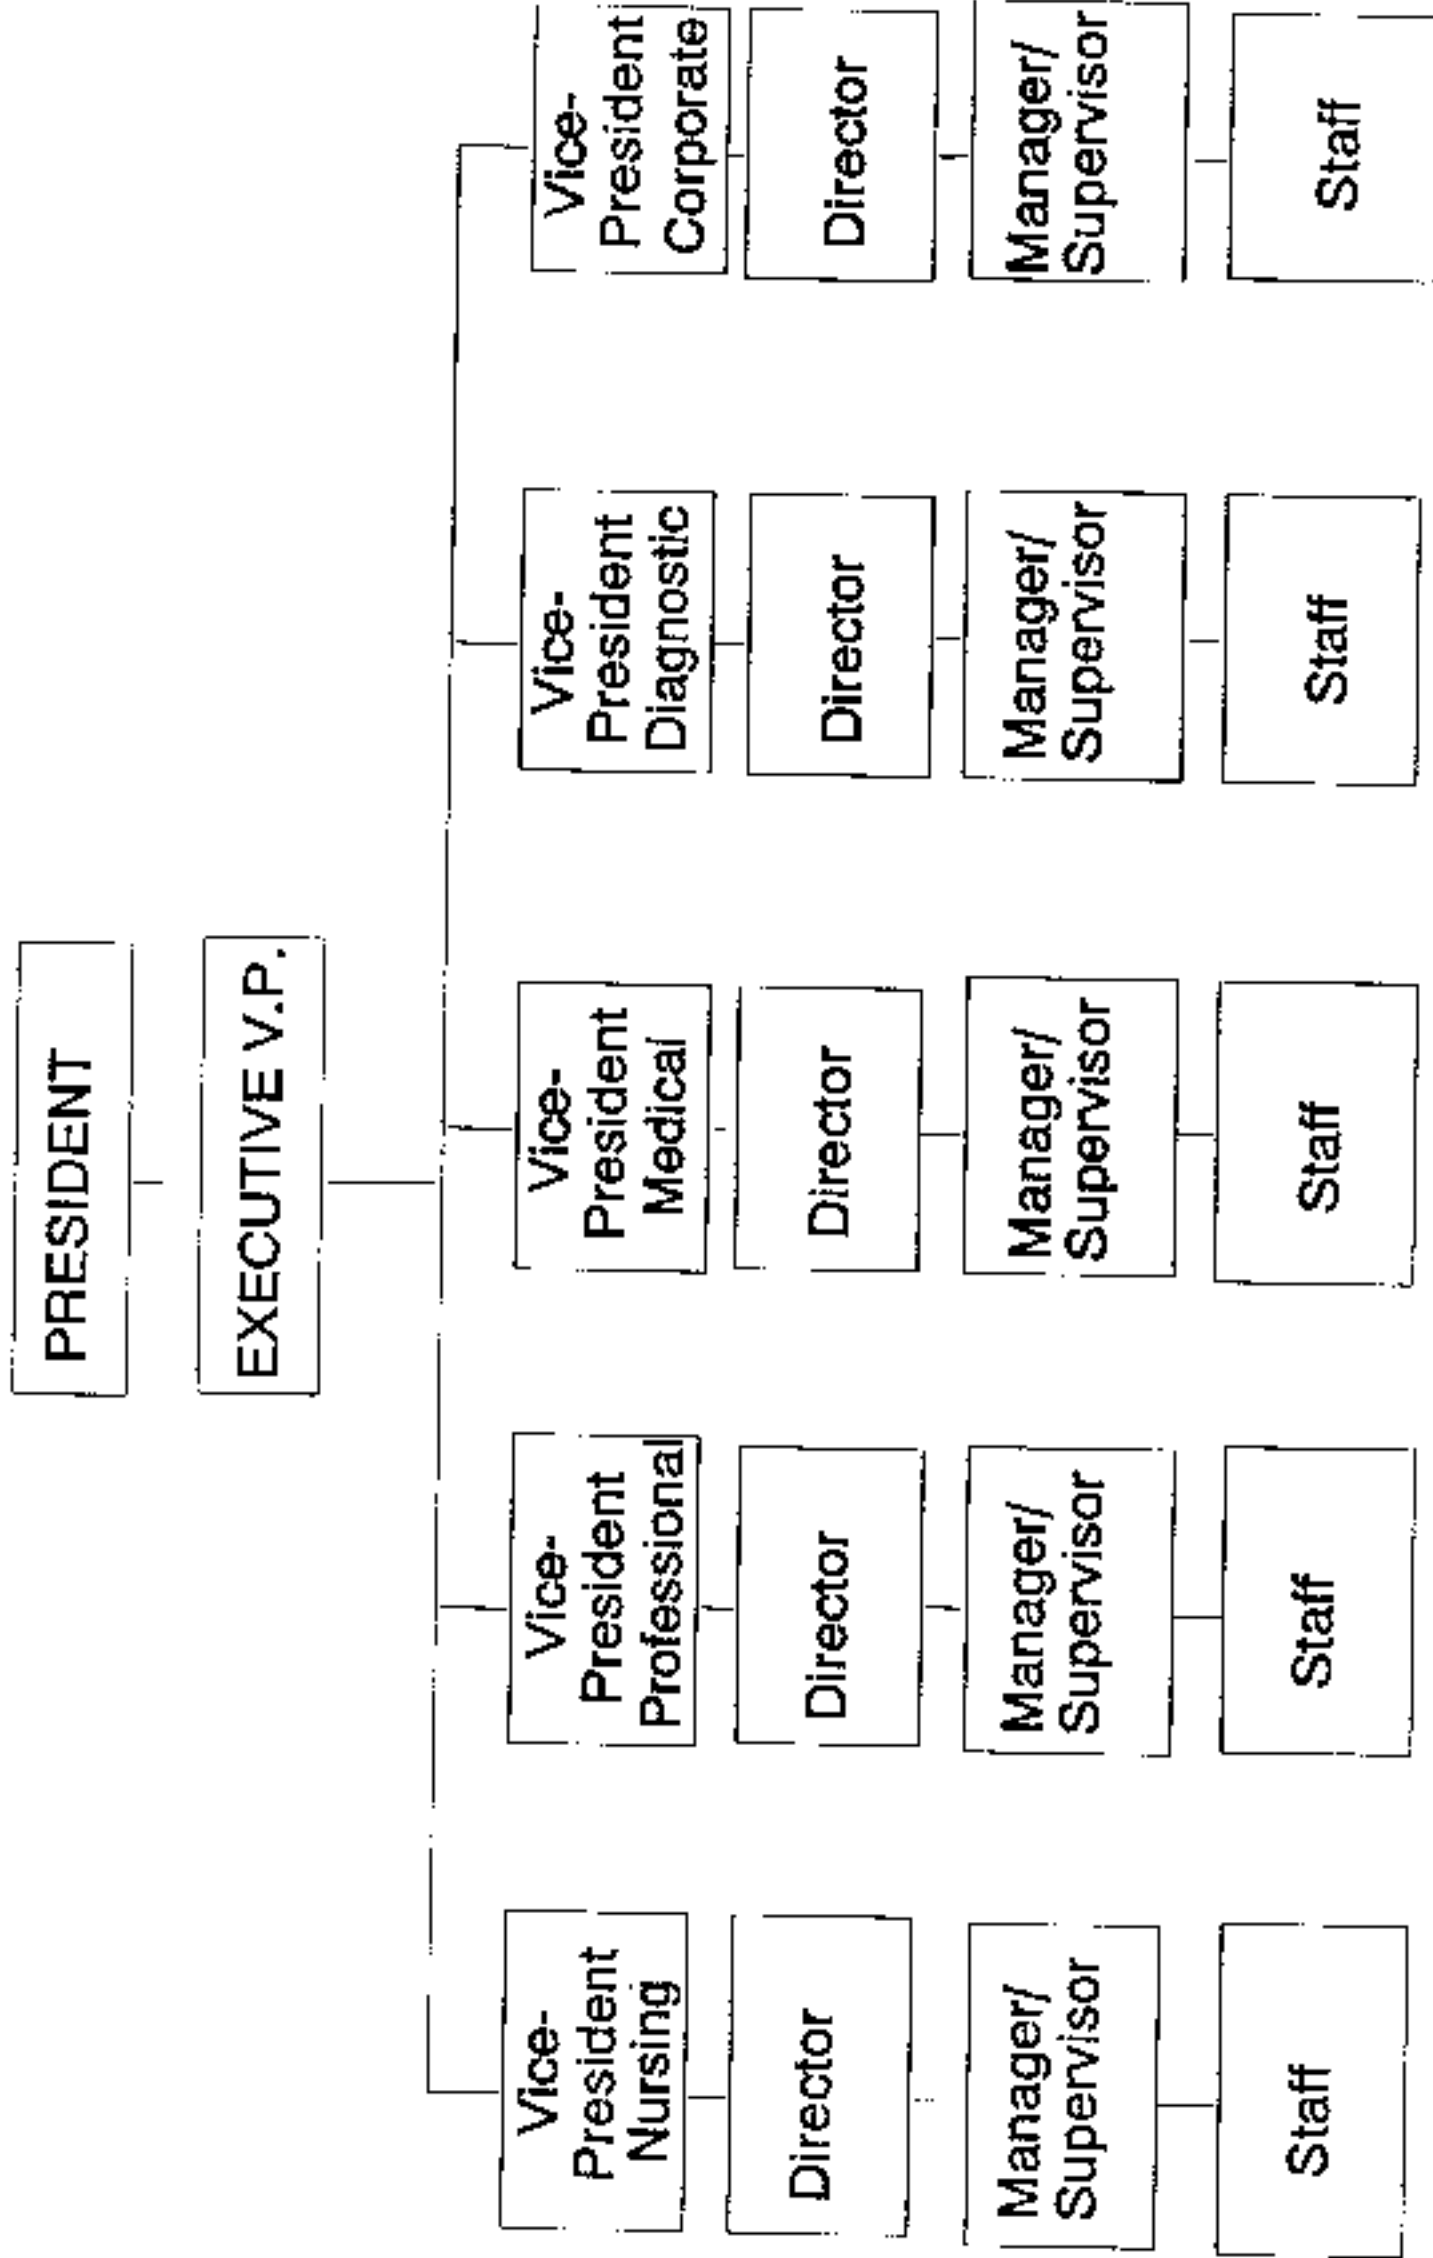 PRESIDENT
EXECUTIVE V.P.
Vice-
President
Nursing
Vice-
President
Professional
Vice-
President
Medical
Vice-
President
Diagnostic
Vice-
President
Corporate
Director
Director
Director
Director
Director
Manager/
Supervisor
Manager/
Supervisor
Manager/
Supervisor
Manager/
Supervisor
Manager/
Supervisor
Staff
Staff
Staff
Staff
Staff